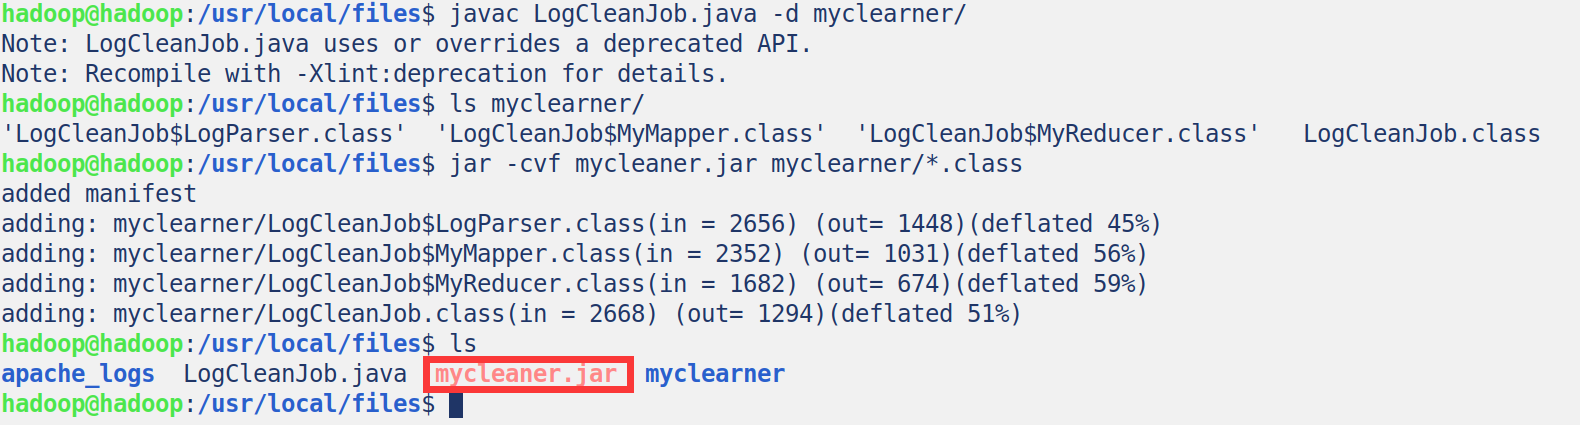 hadoop@hadoop:/usr/local/files$ javac LogCleanJob.java -d myclearner/
Note: LogCleanJob.java uses or overrides a deprecated API.
Note: Recompile with -Xlint:deprecation for details.
hadoop@hadoop:/usr/local/files$ ls myclearner/
'LogCleanJob$LogParser.class'  'LogCleanJob$MyMapper.class'  'LogCleanJob$MyReducer.class'   LogCleanJob.class
hadoop@hadoop:/usr/local/files$ jar -cvf mycleaner.jar myclearner/*.class
added manifest
adding: myclearner/LogCleanJob$LogParser.class(in = 2656) (out= 1448)(deflated 45%)
adding: myclearner/LogCleanJob$MyMapper.class(in = 2352) (out= 1031)(deflated 56%)
adding: myclearner/LogCleanJob$MyReducer.class(in = 1682) (out= 674)(deflated 59%)
adding: myclearner/LogCleanJob.class(in = 2668) (out= 1294)(deflated 51%)
hadoop@hadoop:/usr/local/files$ ls
apache_logs  LogCleanJob.java  mycleaner.jar  myclearner
hadoop@hadoop:/usr/local/files$